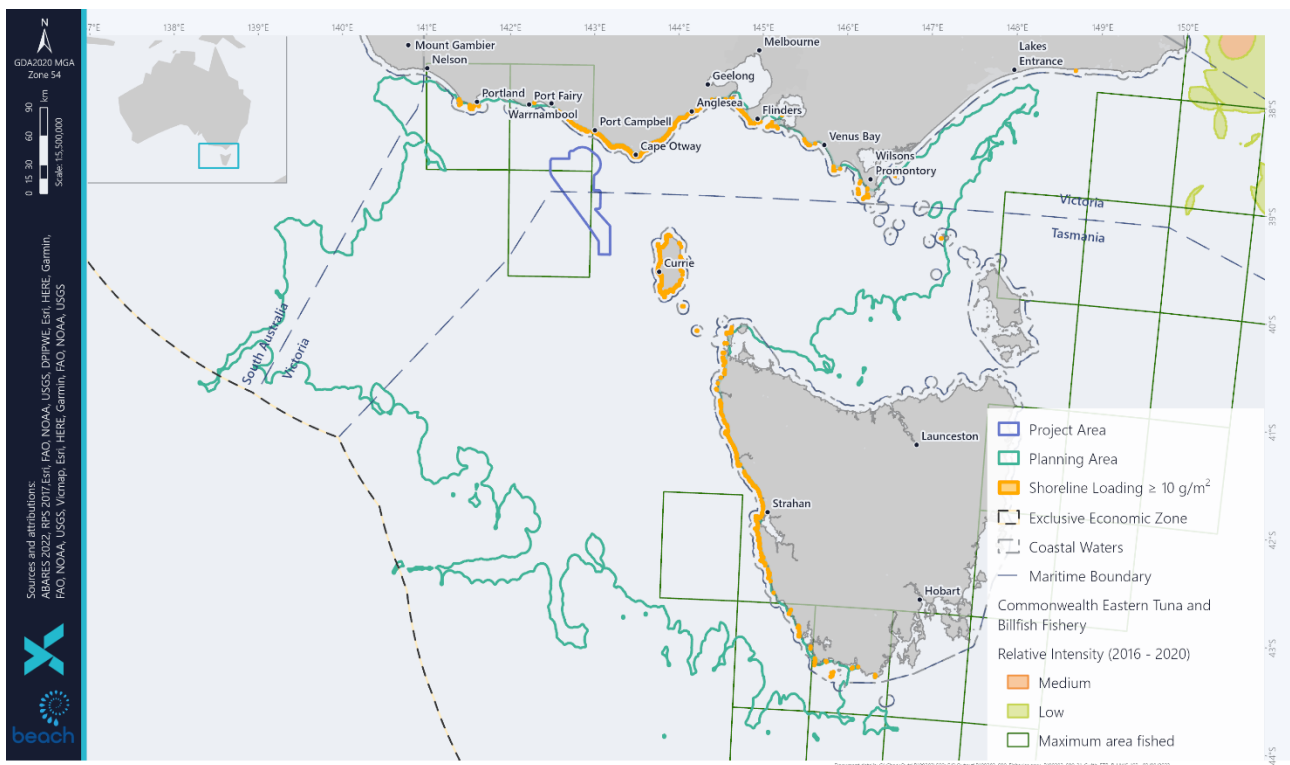 N
GDA2020 MGA
Zone 54
0 15 30 60 90
km
Scale: 1:5,500,000
Sources and attributions:
ABARES 2022, RPS 2017,Esri, FAO, NOAA, USGS, DPIPWE, Esri, HERE, Garmin,
FAO, NOAA, USGS, Vicmap, Esri, HERE, Garmin, FAO, NOAA, USGS
beach
7°E
138°E
139°E
140°E
141°E
142°E
143°E
144°E
145°E
146°E
147°E
148°E
149°E
150°E
38°S
39°S
40°S
41°S
42°S
43°S
44°S
Mount Gambier
Nelson
Portland
Port Fairy
Warrnambool
Port Campbell
Cape Otway
Melbourne
Geelong
Anglesea
Flinders
Venus Bay
Wilsons
Promontory
Lakes
Entrance
Victoria
Tasmania
Currie
South Australia
Victoria
Launceston
Strahan
Hobart
Project Area
Planning Area
Shoreline Loading ≥ 10 g/m²
Exclusive Economic Zone
Coastal Waters
Maritime Boundary
Commonwealth Eastern Tuna and
Billfish Fishery
Relative Intensity (2016 - 2020)
Medium
Low
Maximum area fished